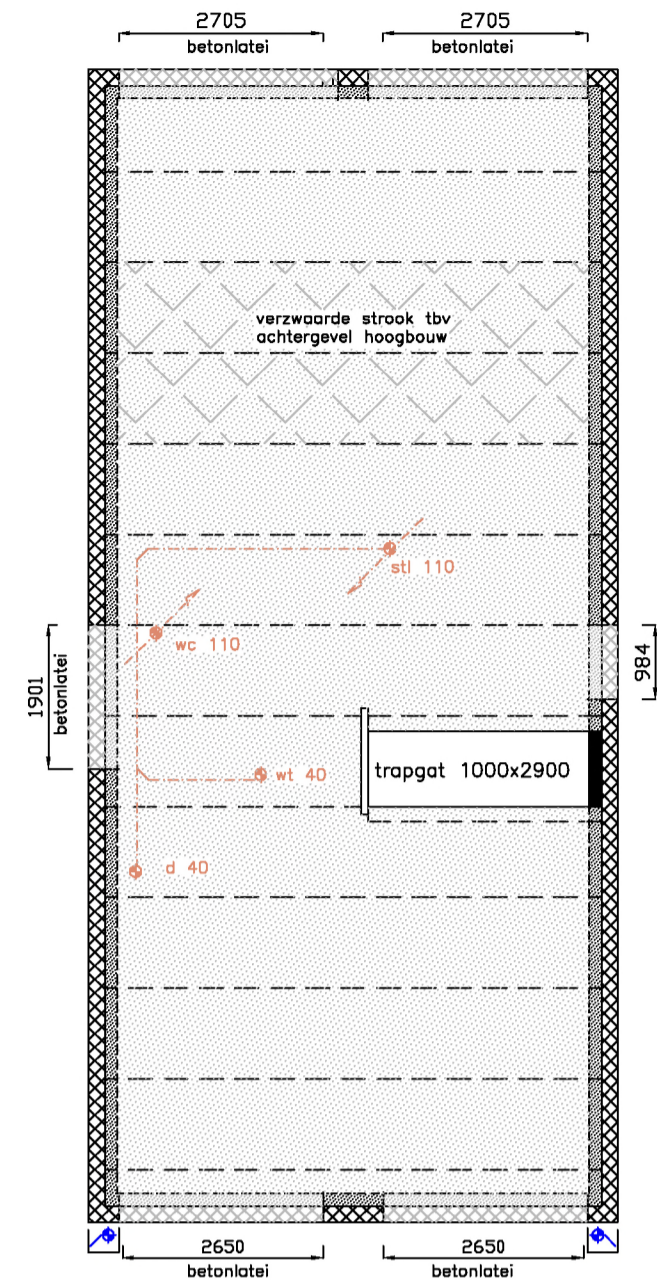 2705
betonlatei
2705
betonlatei
verzwaarde strook tbv
achtergevel hoogbouw
stl 110
wc 110
1901
betonlatei
984
trapgat 1000x2900
wt 40
d 40
2650
betonlatei
2650
betonlatei